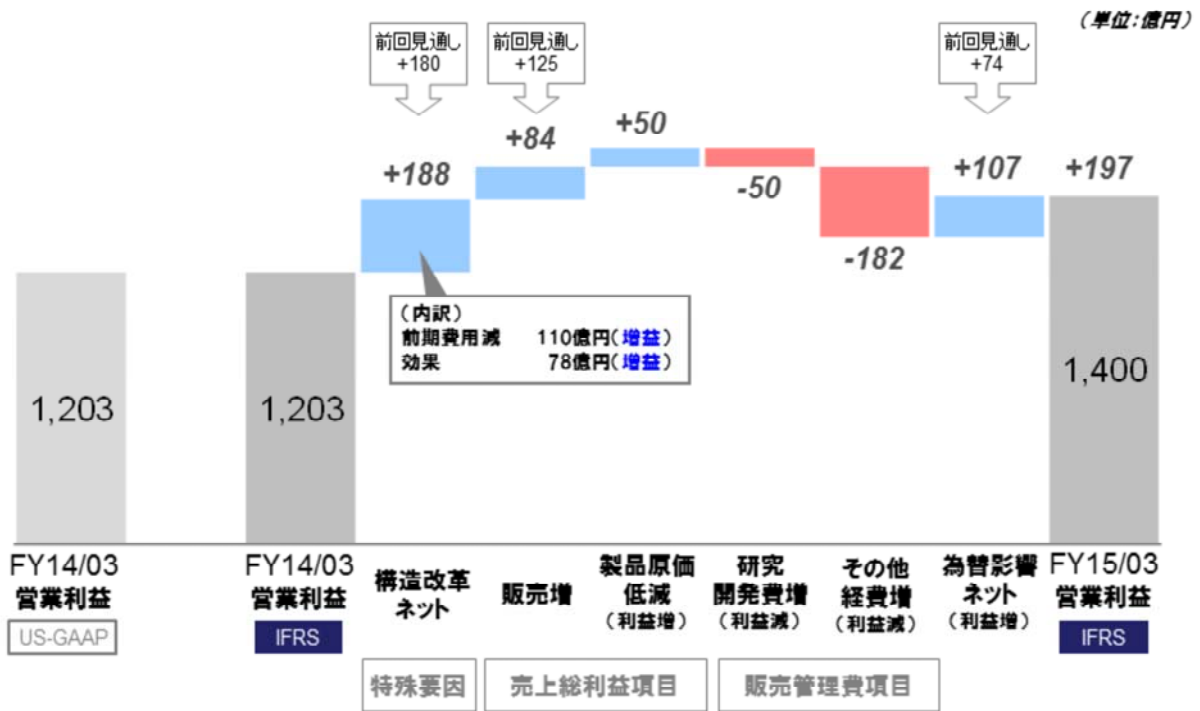 (単位:億円)
前回見通し
+180
前回見通し
+125
前回見通し
+74
+188
+84
+50
-50
-182
+107
+197
(内訳)
前期費用減 110億円(増益)
効果 78億円(増益)
1,203
1,203
1,400
FY14/03
営業利益
US-GAAP
FY14/03
営業利益
IFRS
構造改革
ネット
販売増
製品原価
低減
(利益増)
研究
開発費増
(利益減)
その他
経費増
(利益減)
為替影響
ネット
(利益増)
FY15/03
営業利益
IFRS
特殊要因
売上総利益項目
販売管理費項目